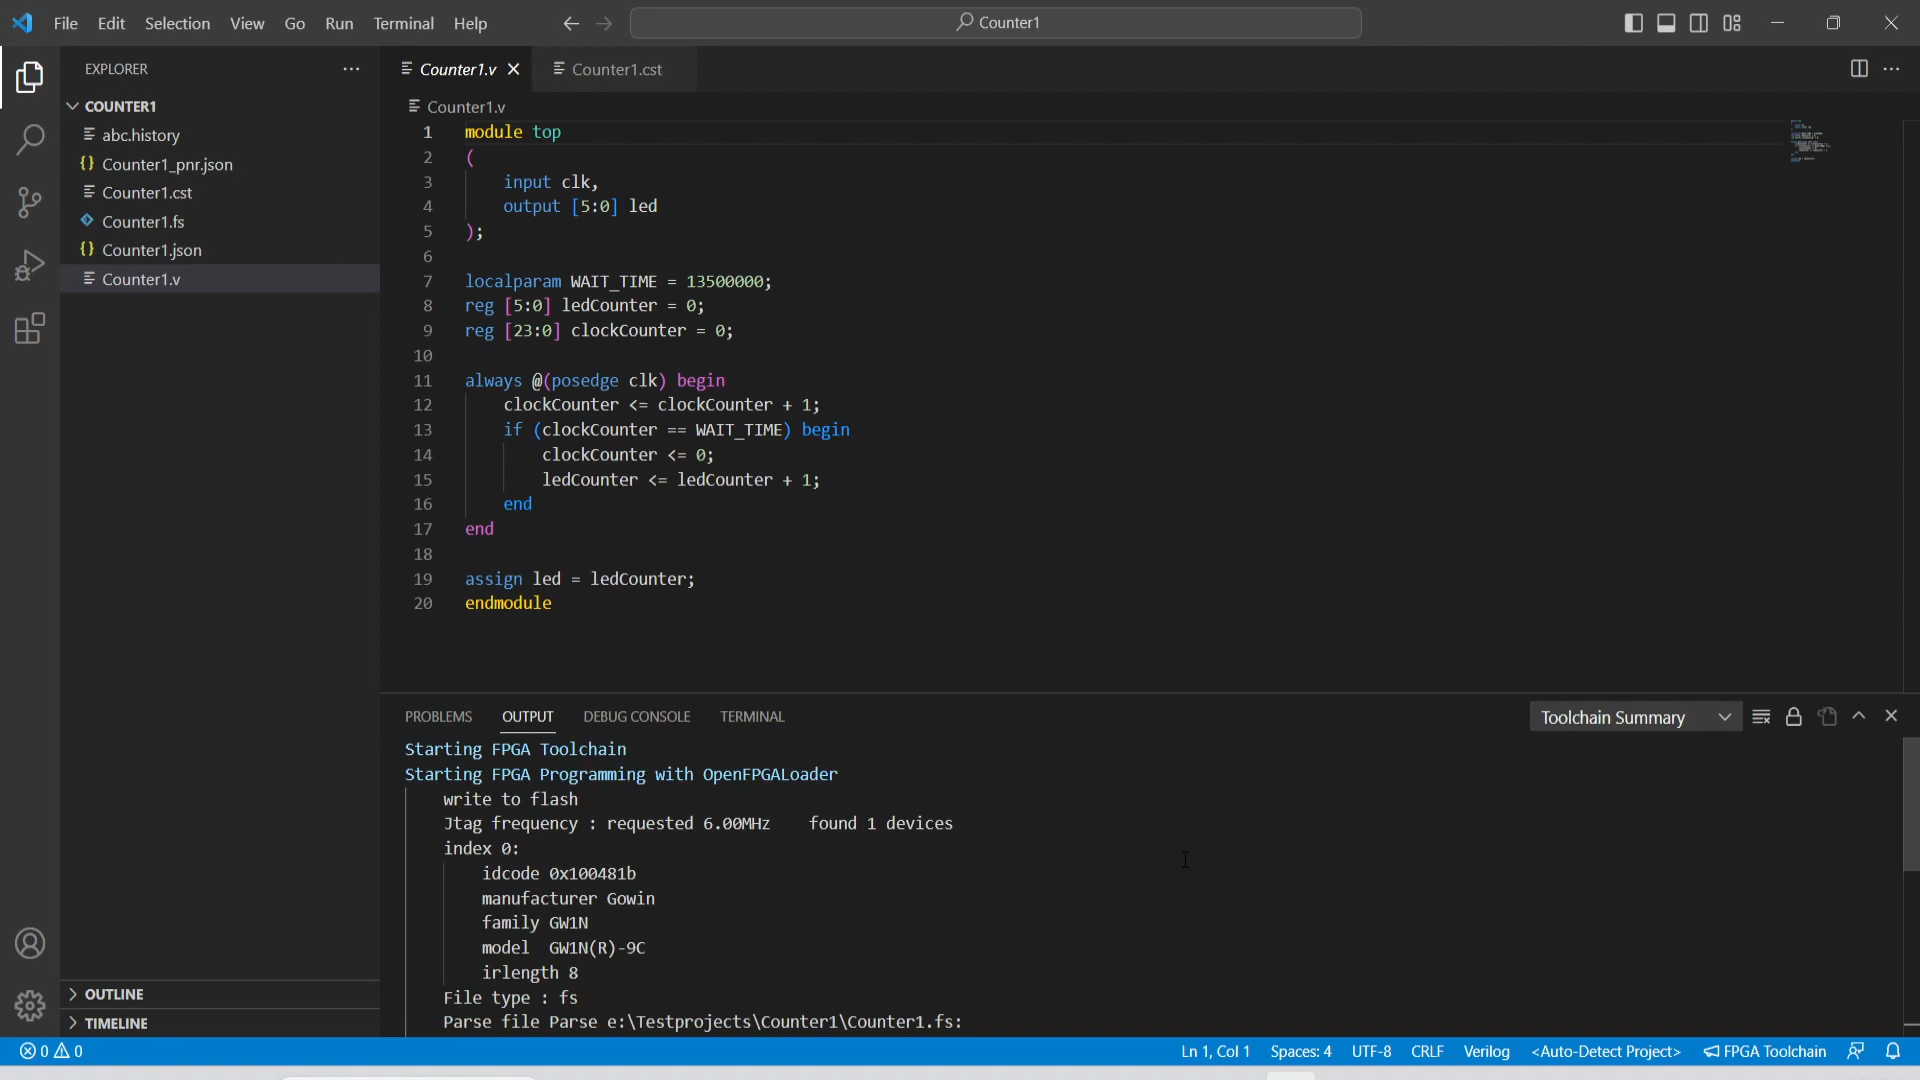 File Edit Selection View Go Run Terminal Help
Counter1
EXPLORER
COUNTER1
abc.history
{} Counter1_pnr.json
Counter1.cst
Counter1.fs
{} Counter1.json
Counter1.v
OUTLINE
TIMELINE
Counter1.v
Counter1.cst
Counter1.v
1 module top
2 (
3 input clk,
4 output [5:0] led
5 );
6
7 localparam WAIT_TIME = 13500000;
8 reg [5:0] ledCounter = 0;
9 reg [23:0] clockCounter = 0;
10
11 always @(posedge clk) begin
12 clockCounter <= clockCounter + 1;
13 if (clockCounter == WAIT_TIME) begin
14 clockCounter <= 0;
15 ledCounter <= ledCounter + 1;
16 end
17 end
18
19 assign led = ledCounter;
20 endmodule
PROBLEMS OUTPUT DEBUG CONSOLE TERMINAL
Toolchain Summary
Starting FPGA Toolchain
Starting FPGA Programming with OpenFPGALoader
write to flash
Jtag frequency : requested 6.00MHz found 1 devices
index 0:
idcode 0x100481b
manufacturer Gowin
family GW1N
model GW1N(R)-9C
irlength 8
File type : fs
Parse file Parse e:\Testprojects\Counter1\Counter1.fs:
0 0
Ln 1, Col 1 Spaces: 4 UTF-8 CRLF Verilog <Auto-Detect Project> FPGA Toolchain